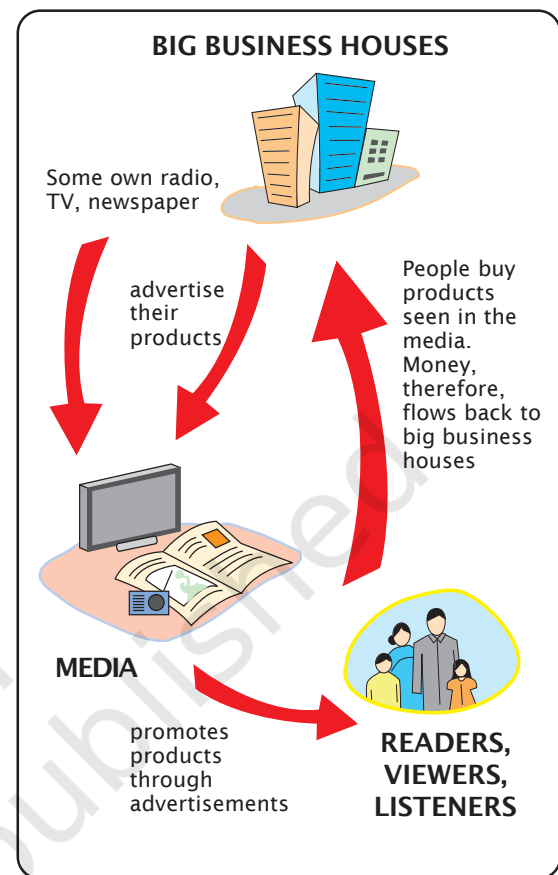 BIG BUSINESS HOUSES
Some own radio,
TV, newspaper
advertise
their
products
People buy
products
seen in the
media.
Money,
therefore,
flows back to
big business
houses
MEDIA
promotes
products
through
advertisements
READERS,
VIEWERS,
LISTENERS
published